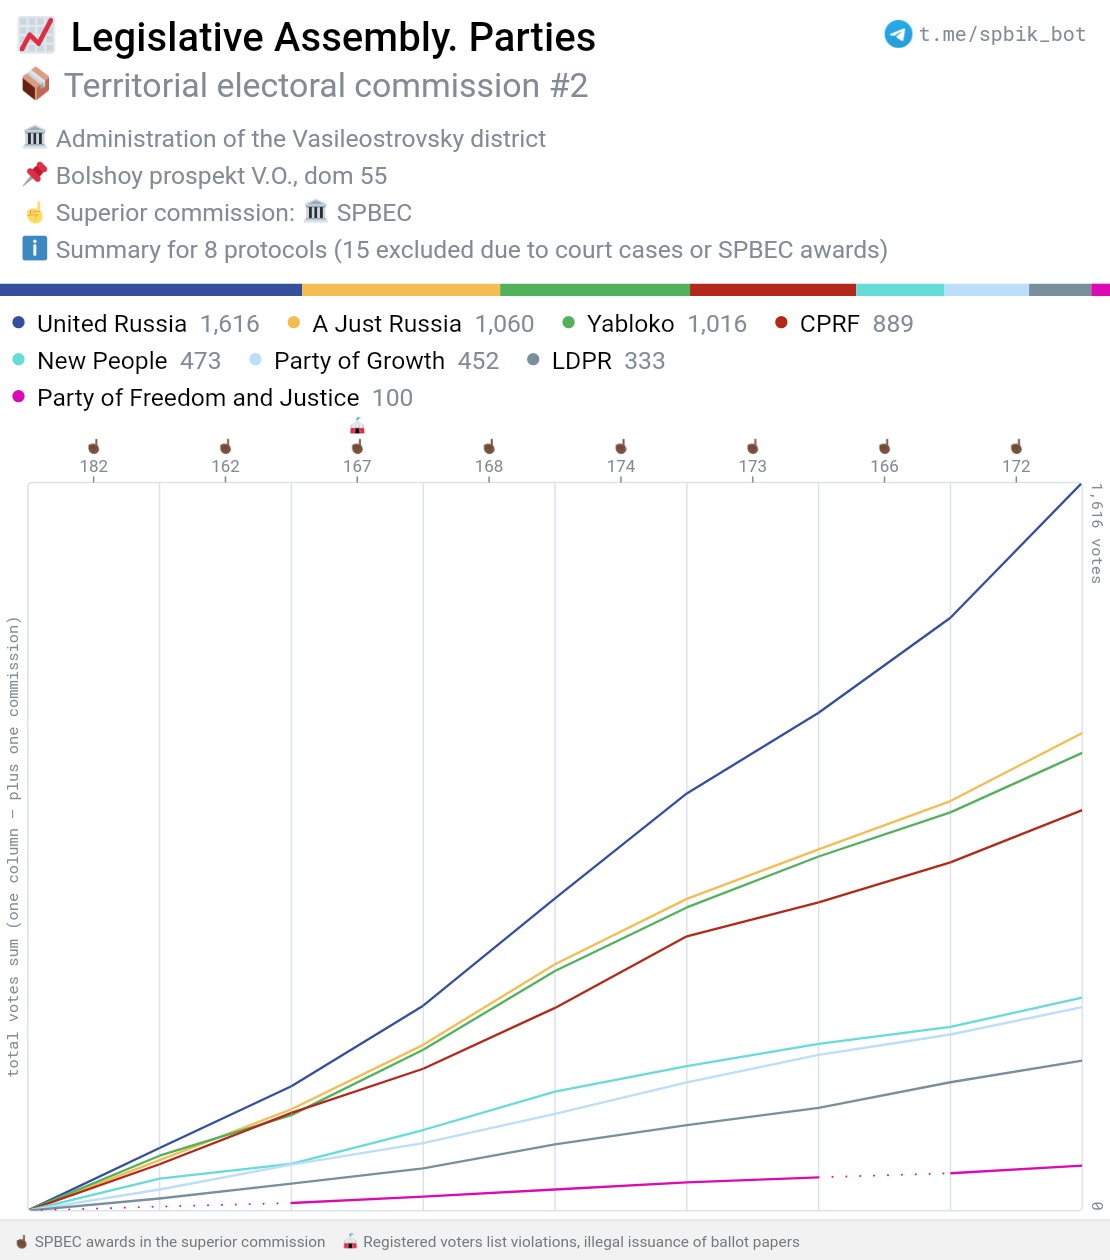 Legislative Assembly. Parties
t.me/spbik_bot
Territorial electoral commission #2
Administration of the Vasileostrovsky district
Bolshoy prospekt V.O., dom 55
Superior commission: SPBEC
Summary for 8 protocols (15 excluded due to court cases or SPBEC awards)
United Russia 1,616 A Just Russia 1,060 Yabloko 1,016 CPRF 889
New People 473 Party of Growth 452 LDPR 333
Party of Freedom and Justice 100
182 162 167 168 174 173 166 172
1,616 votes
total votes sum (one column — plus one commission)
0
SPBEC awards in the superior commission Registered voters list violations, illegal issuance of ballot papers